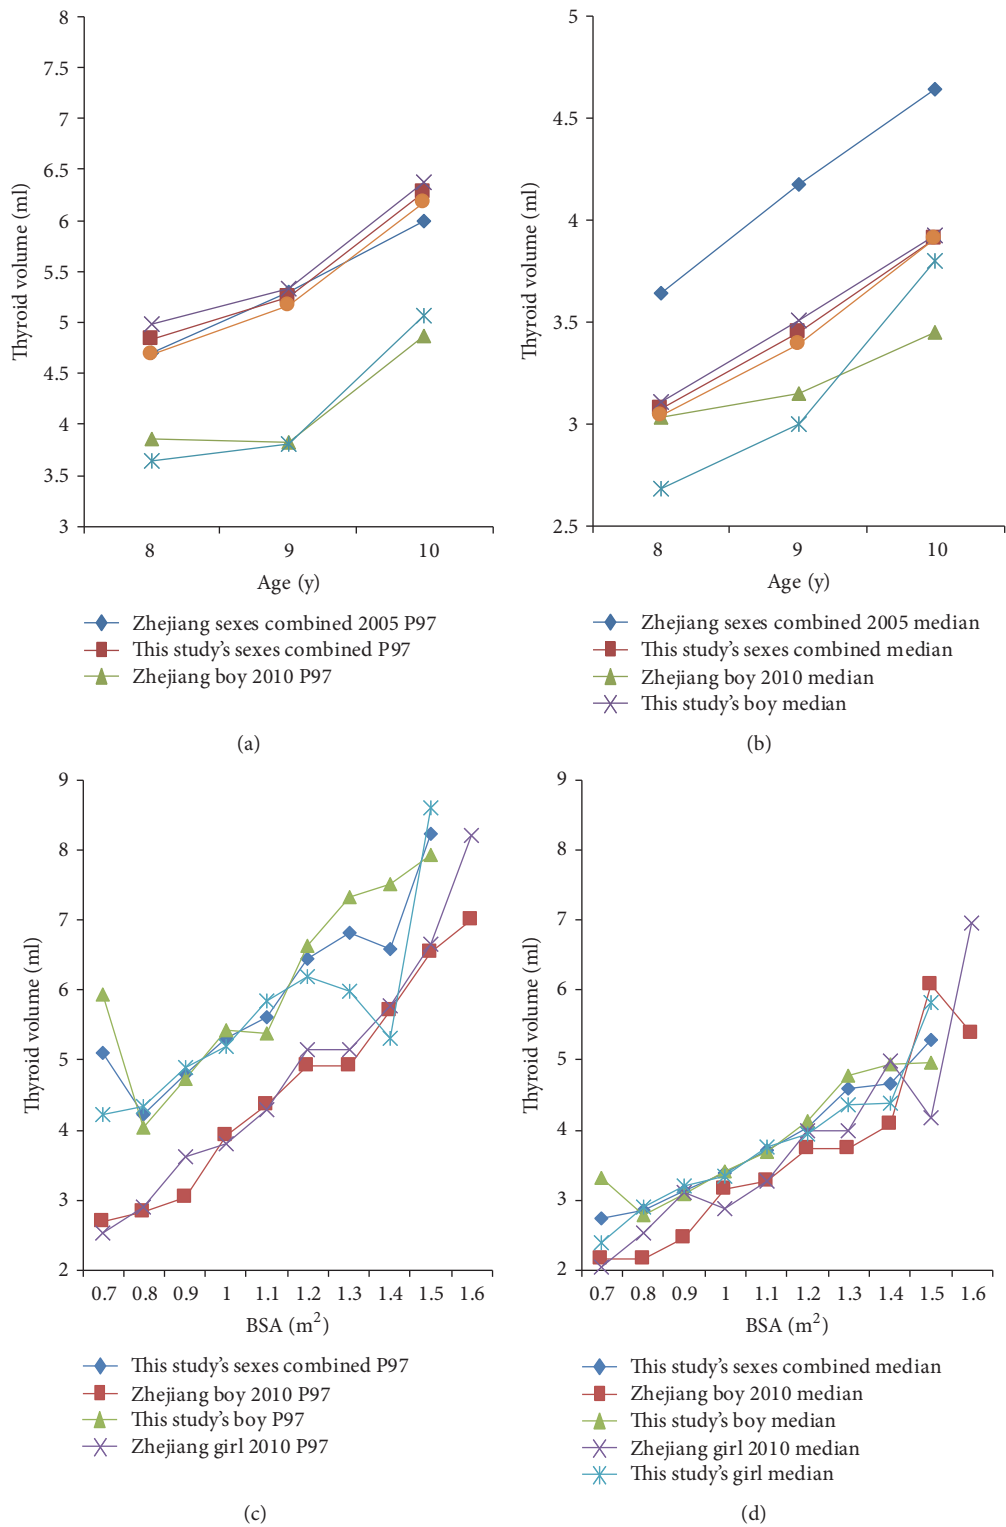 8
7.5
7
6.5
6
5.5
5
4.5
4
3.5
3
Thyroid volume (ml)
8 9 10
Age (y)
Zhejiang sexes combined 2005 P97
This study's sexes combined P97
Zhejiang boy 2010 P97
(a)
5
4.5
4
3.5
3
2.5
Thyroid volume (ml)
8 9 10
Age (y)
Zhejiang sexes combined 2005 median
This study's sexes combined median
Zhejiang boy 2010 median
This study's boy median
(b)
9
8
7
6
5
4
3
2
Thyroid volume (ml)
0.7 0.8 0.9 1 1.1 1.2 1.3 1.4 1.5 1.6
BSA (m²)
This study's sexes combined P97
Zhejiang boy 2010 P97
This study's boy P97
Zhejiang girl 2010 P97
(c)
9
8
7
6
5
4
3
2
Thyroid volume (ml)
0.7 0.8 0.9 1 1.1 1.2 1.3 1.4 1.5 1.6
BSA (m²)
This study's sexes combined median
Zhejiang boy 2010 median
This study's boy median
Zhejiang girl 2010 median
This study's girl median
(d)